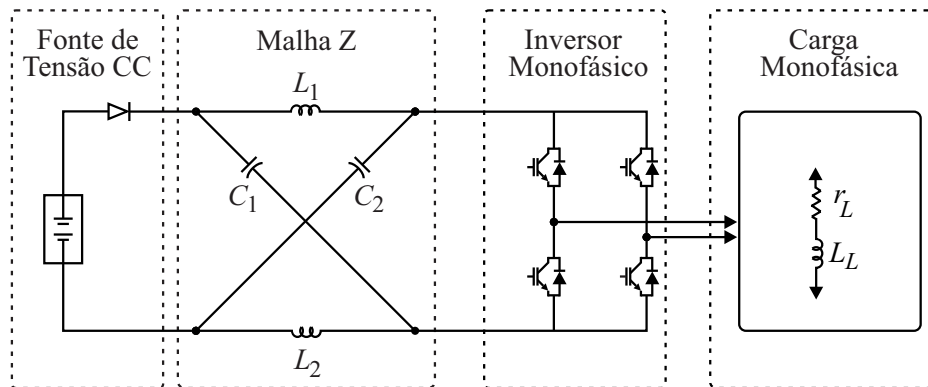 Fonte de
Tensão CC
Malha Z
Inversor
Monofásico
Carga
Monofásica
L1
C1
C2
L2
rL
LL